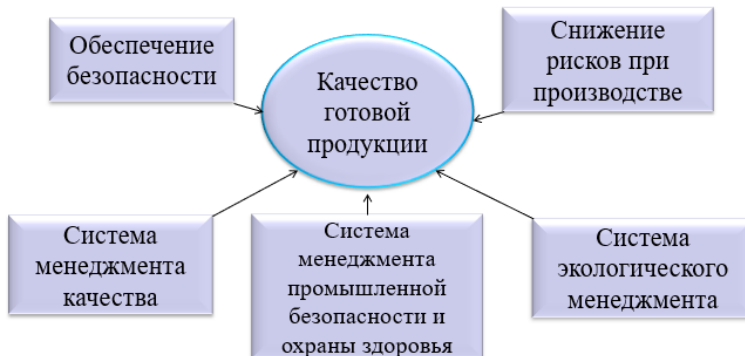 Обеспечение
безопасности
Качество
готовой
продукции
Снижение
рисков при
производстве
Система
менеджмента
качества
Система
менеджмента
промышленной
безопасности и
охраны здоровья
Система
экологического
менеджмента